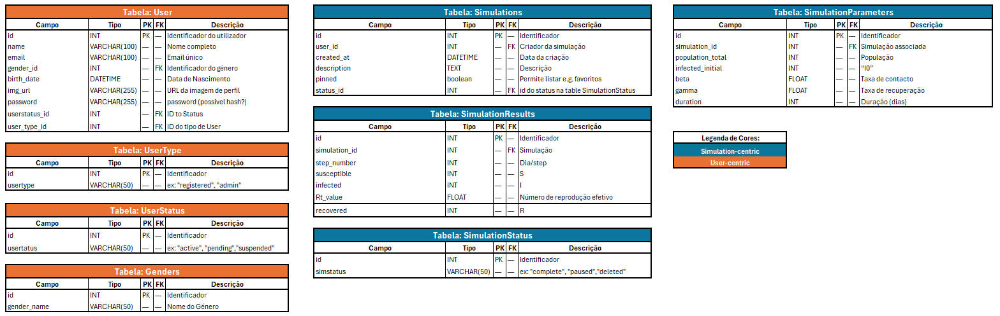 Tabela: User
Campo Tipo PK FK Descrição
id INT PK — Identificador do utilizador
name VARCHAR(100) — — Nome completo
email VARCHAR(100) — — Email único
gender_id INT — FK Identificador do género
birth_date DATETIME — — Data de Nascimento
img_url VARCHAR(255) — — URL da imagem de perfil
password VARCHAR(255) — — password (possivel hash?)
userstatus_id INT — FK ID to Status
user_type_id INT — FK ID do tipo de User
Tabela: UserType
Campo Tipo PK FK Descrição
id INT PK — Identificador
usertype VARCHAR(50) — — ex: "registered", "admin"
Tabela: UserStatus
Campo Tipo PK FK Descrição
id INT PK — Identificador
usertatus VARCHAR(50) — — ex: "active", "pending","suspended"
Tabela: Genders
Campo Tipo PK FK Descrição
id INT PK — Identificador
gender_name VARCHAR(50) — — Nome do Género
Tabela: Simulations
Campo Tipo PK FK Descrição
id INT PK — Identificador
user_id INT — FK Criador da simulação
created_at DATETIME — — Data da criação
description TEXT — — Descrição
pinned boolean — — Permite listar e.g. favoritos
status_id INT — FK id do status na table SimulationStatus
Tabela: SimulationResults
Campo Tipo PK FK Descrição
id INT PK — Identificador
simulation_id INT — FK Simulação
step_number INT — — Dia/step
susceptible INT — — S
infected INT — — I
Rt_value FLOAT — — Número de reprodução efetivo
recovered INT — — R
Tabela: SimulationStatus
Campo Tipo PK FK Descrição
id INT PK — Identificador
simstatus VARCHAR(50) — — ex: "complete", "paused","deleted"
Tabela: SimulationParameters
Campo Tipo PK FK Descrição
id INT PK — Identificador
simulation_id INT — FK Simulação associada
population_total INT — — População
infected_initial INT — — “I0”
beta FLOAT — — Taxa de contacto
gamma FLOAT — — Taxa de recuperação
duration INT — — Duração (dias)
Legenda de Cores:
Simulation-centric
User-centric